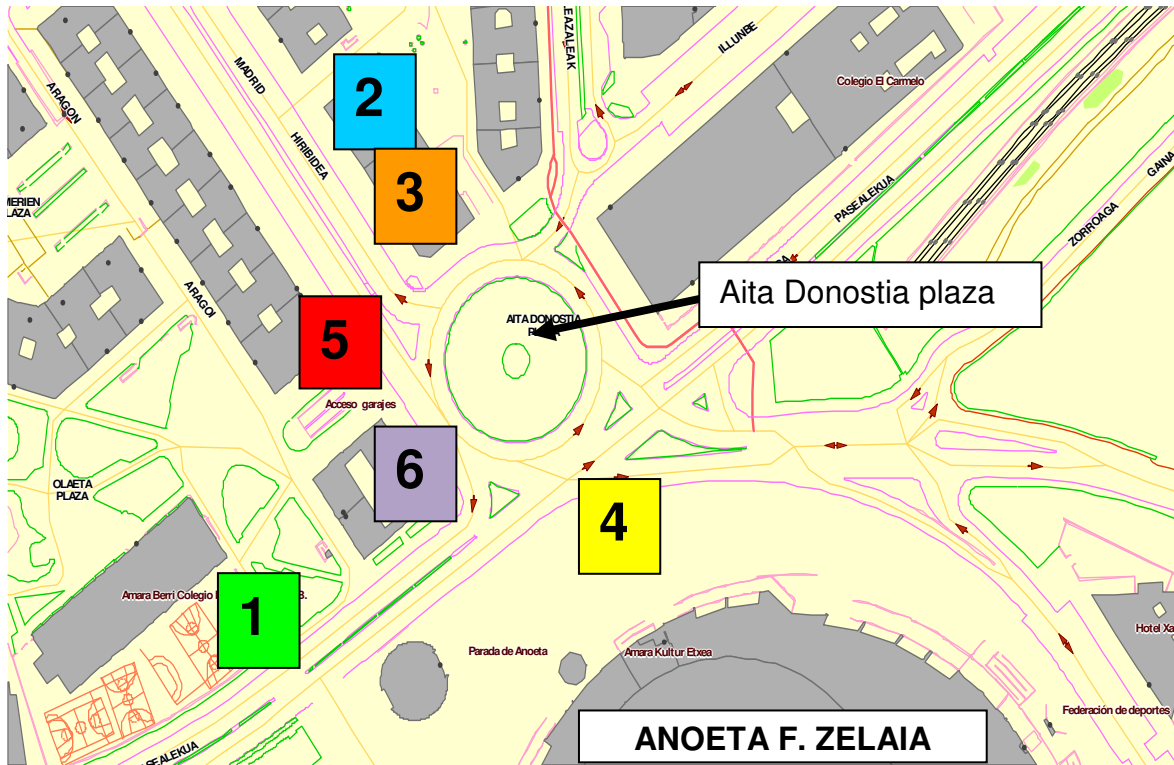 ARAGON
MADRID
HIRIBIDEA
2
3
ILLUNBE
Colegio El Carmelo
PASEALEKUA
GAINA
ZORROAGA
ARAGOI
Aita Donostia plaza
AITA DONOSTIA
5
Acceso garajes
6
OLAETA
PLAZA
4
Amara Berri Colegio
1
Parada de Anoeta
Amara Kultur Etxea
Hotel Xa
Federación de deportes
ANOETA F. ZELAIA